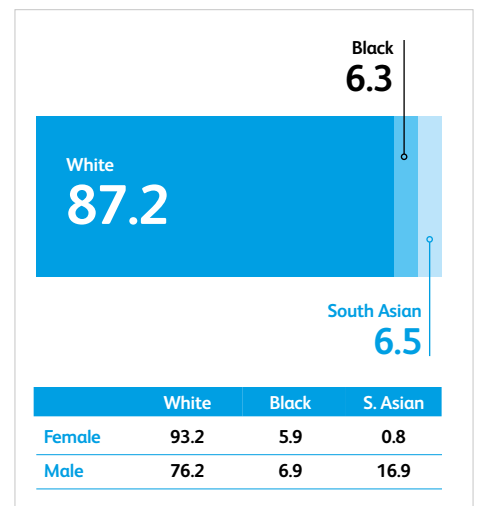 Black
6.3
White
87.2
South Asian
6.5
White Black S. Asian
Female 93.2 5.9 0.8
Male 76.2 6.9 16.9